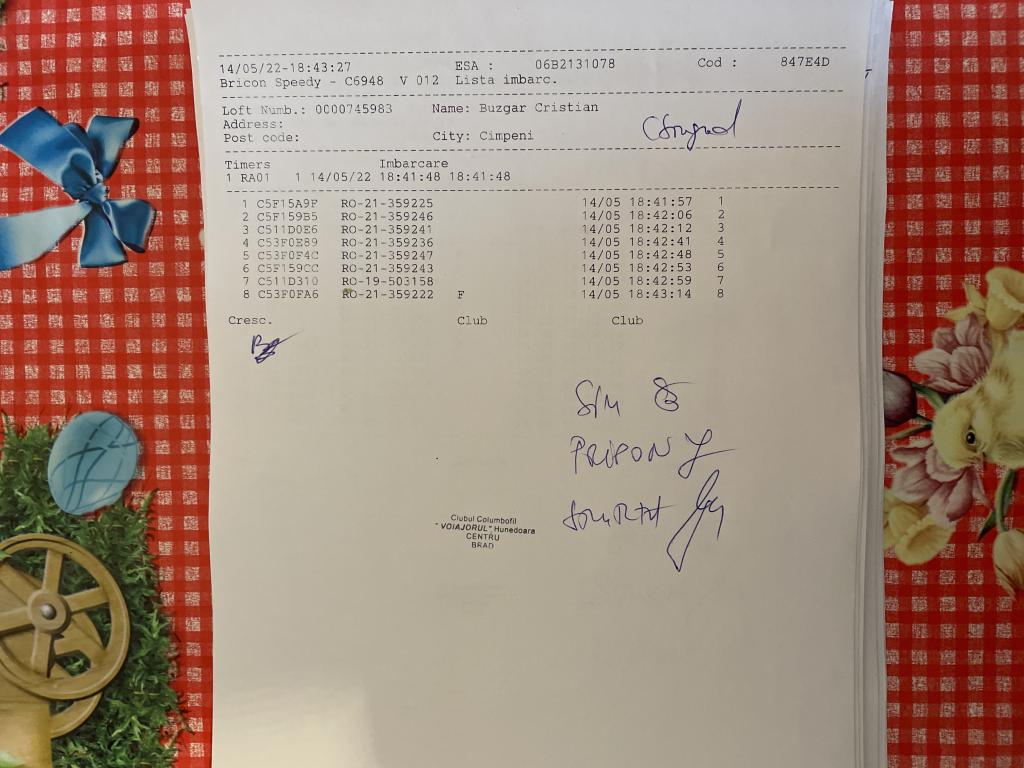 14/05/22-18:43:27 ESA : 06B2131078 Cod : 847E4D
Bricon Speedy - C6948 V 012 Lista imbarc.
Loft Numb.: 0000745983 Name: Buzgar Cristian
Address:
Post code: City: Cimpeni
Csongrad
Timers Imbarcare
1 RA01 1 14/05/22 18:41:48 18:41:48
1 C5F15A9F RO-21-359225 14/05 18:41:57 1
2 C5F159B5 RO-21-359246 14/05 18:42:06 2
3 C511D0E6 RO-21-359241 14/05 18:42:12 3
4 C53F0E89 RO-21-359236 14/05 18:42:41 4
5 C53F0F4C RO-21-359247 14/05 18:42:48 5
6 C5F159CC RO-21-359243 14/05 18:42:53 6
7 C511D310 RO-19-503158 14/05 18:42:59 7
8 C53F0FA6 RO-21-359222 F 14/05 18:43:14 8
Cresc. Club Club
PRIPON
Clubul Columbofil
"VOIAJORUL" Hunedoara
CENTRU
BRAD